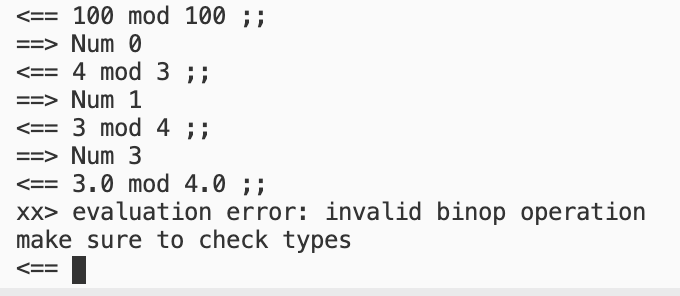 <== 100 mod 100 ;;
==> Num 0
<== 4 mod 3 ;;
==> Num 1
<== 3 mod 4 ;;
==> Num 3
<== 3.0 mod 4.0 ;;
xx> evaluation error: invalid binop operation
make sure to check types
<==